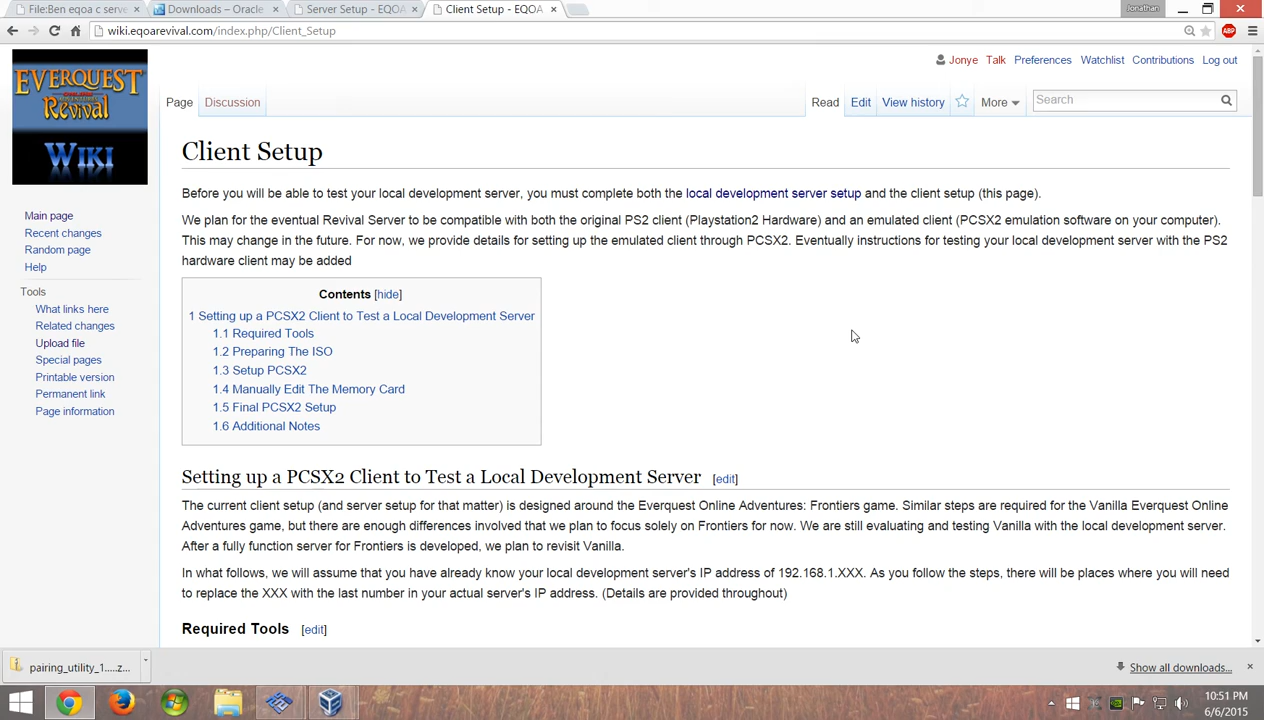 File:Ben eqoa c serve
Downloads – Oracle
Server Setup - EQOA
Client Setup - EQOA
Jonathan
wiki.eqoarevival.com/index.php/Client_Setup
ABP
EVERQUEST
Revival
Wiki
Jonye Talk Preferences Watchlist Contributions Log out
Page Discussion Read Edit View history More Search
Client Setup
Before you will be able to test your local development server, you must complete both the local development server setup and the client setup (this page).
We plan for the eventual Revival Server to be compatible with both the original PS2 client (Playstation2 Hardware) and an emulated client (PCSX2 emulation software on your computer).
This may change in the future. For now, we provide details for setting up the emulated client through PCSX2. Eventually instructions for testing your local development server with the PS2
hardware client may be added
Main page
Recent changes
Random page
Help
Tools
What links here
Related changes
Upload file
Special pages
Printable version
Permanent link
Page information
Contents [hide]
1 Setting up a PCSX2 Client to Test a Local Development Server
1.1 Required Tools
1.2 Preparing The ISO
1.3 Setup PCSX2
1.4 Manually Edit The Memory Card
1.5 Final PCSX2 Setup
1.6 Additional Notes
Setting up a PCSX2 Client to Test a Local Development Server [edit]
The current client setup (and server setup for that matter) is designed around the Everquest Online Adventures: Frontiers game. Similar steps are required for the Vanilla Everquest Online
Adventures game, but there are enough differences involved that we plan to focus solely on Frontiers for now. We are still evaluating and testing Vanilla with the local development server.
After a fully function server for Frontiers is developed, we plan to revisit Vanilla.
In what follows, we will assume that you have already know your local development server's IP address of 192.168.1.XXX. As you follow the steps, there will be places where you will need
to replace the XXX with the last number in your actual server's IP address. (Details are provided throughout)
Required Tools [edit]
pairing_utility_1.....z...
Show all downloads...
10:51 PM
6/6/2015